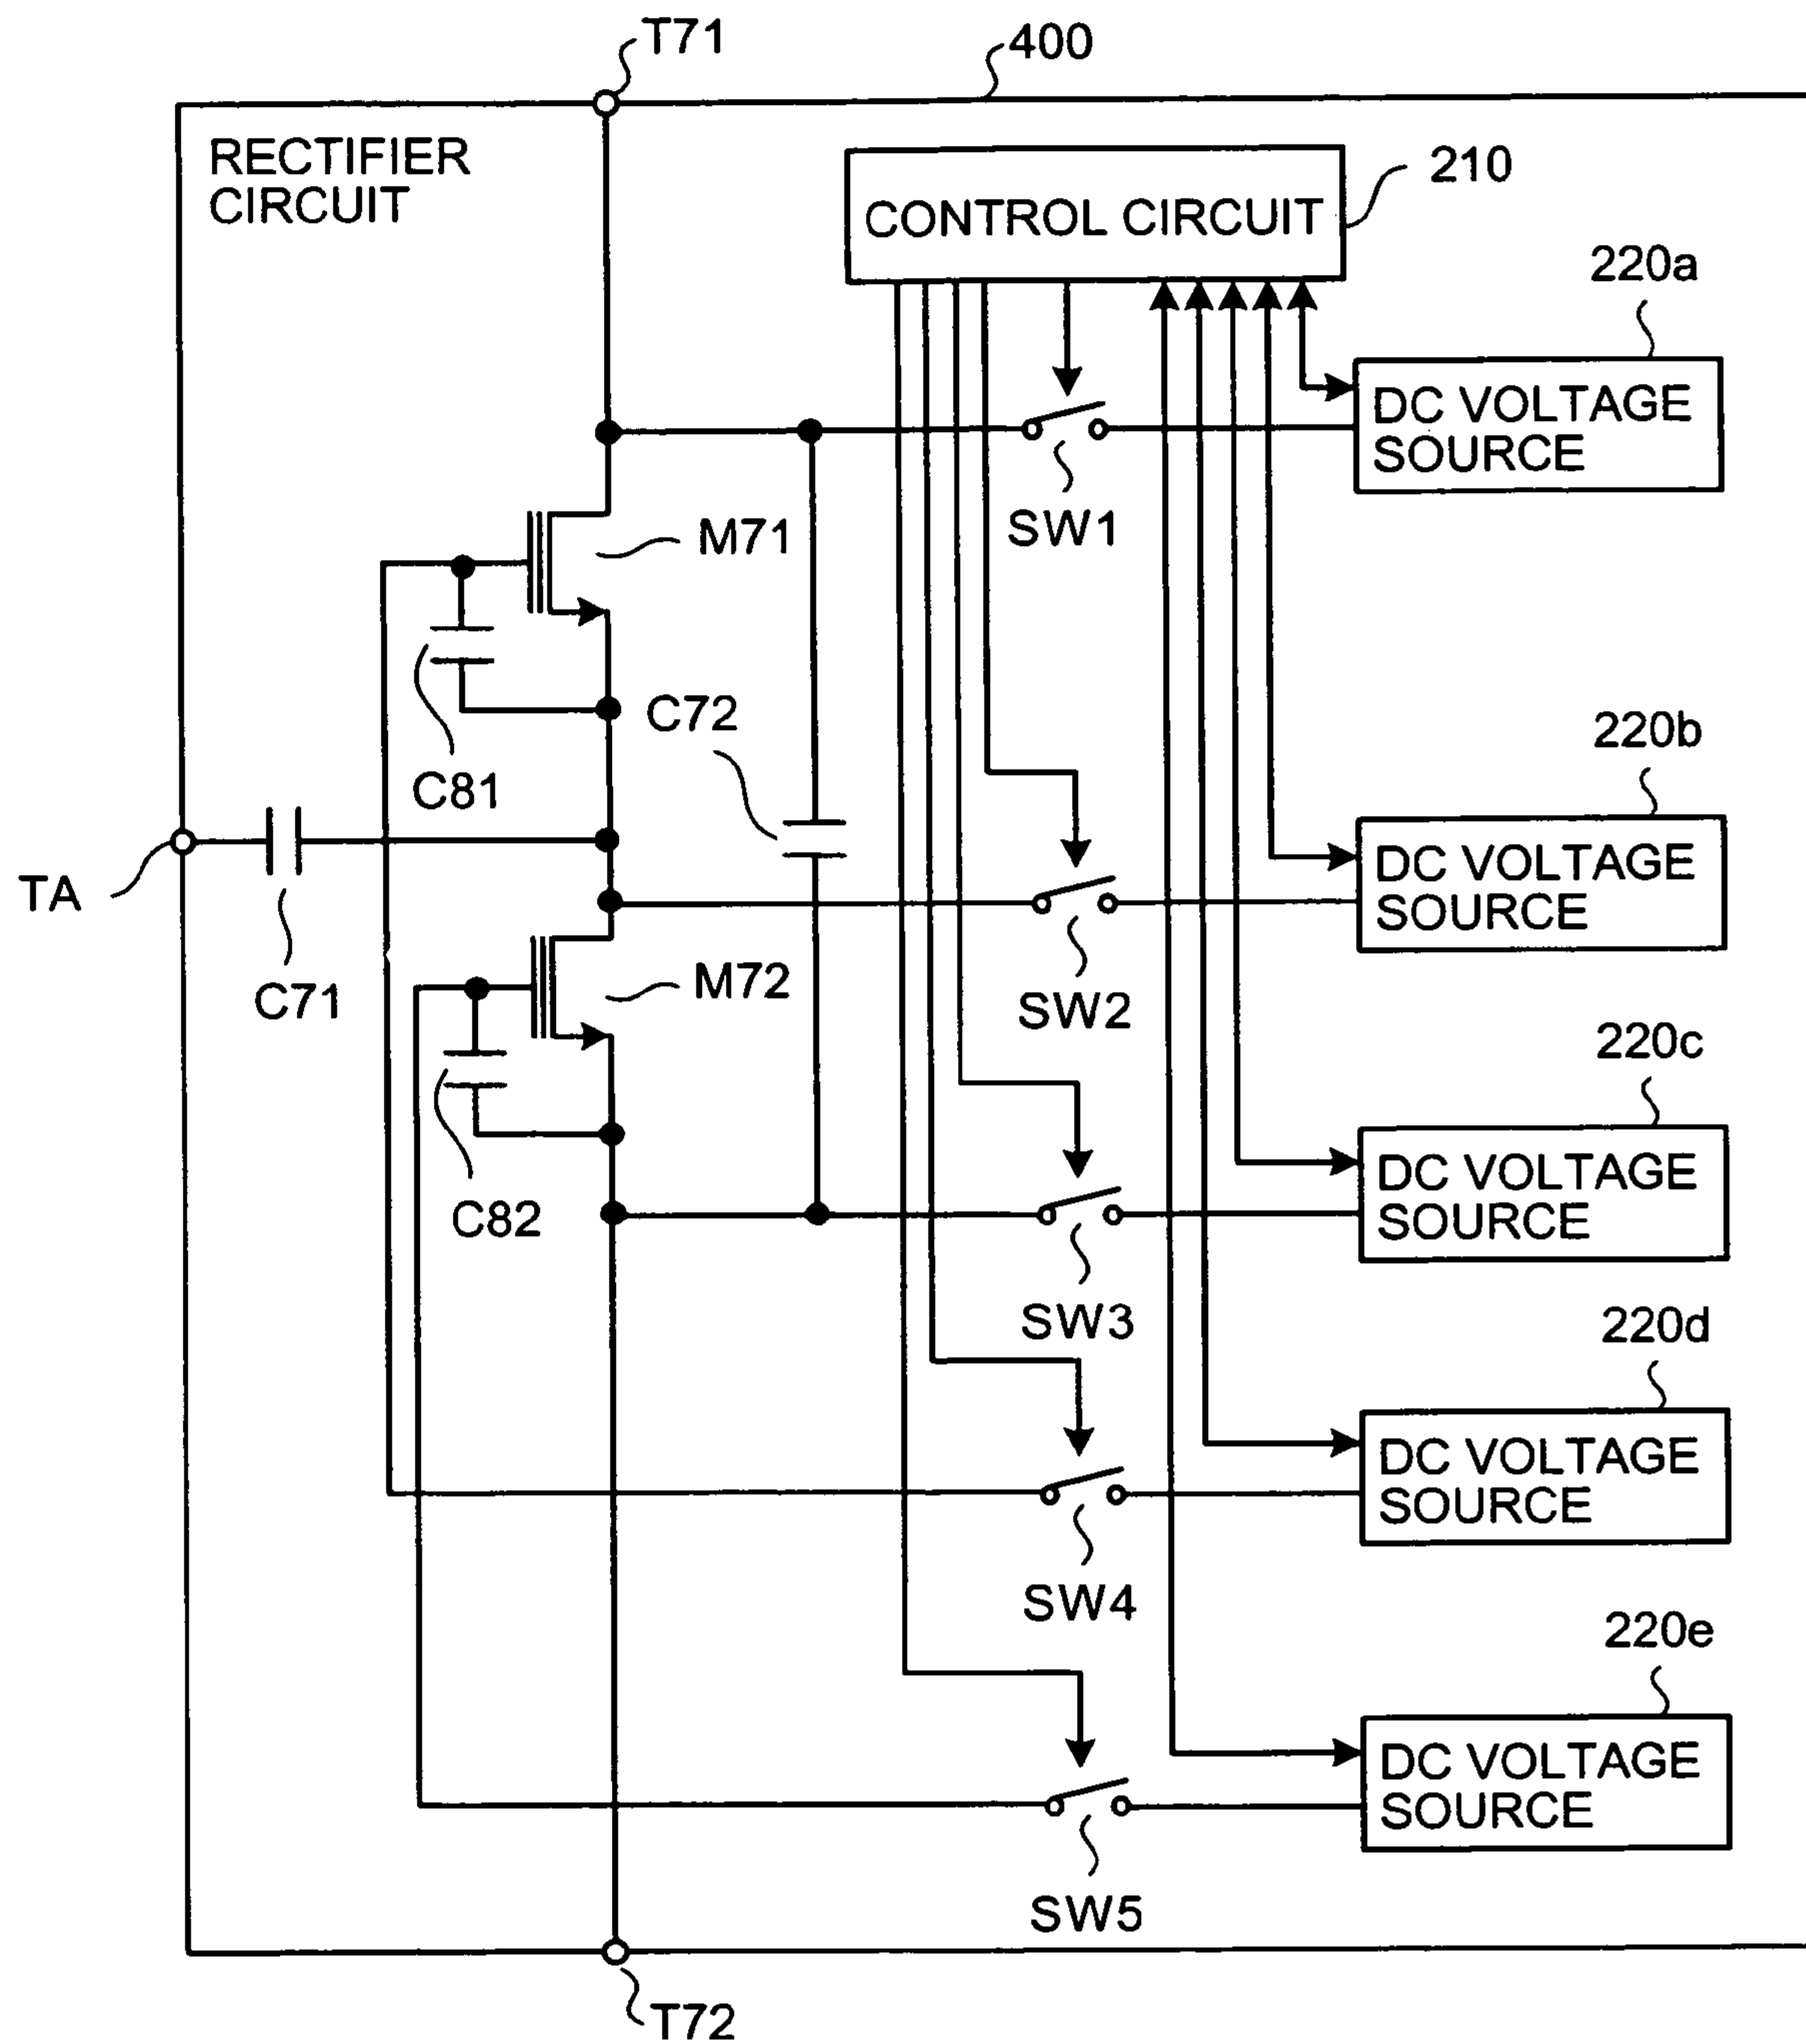 T71
400
RECTIFIER
CIRCUIT
CONTROL CIRCUIT
210
220a
DC VOLTAGE
SOURCE
SW1
M71
C81
C72
220b
DC VOLTAGE
SOURCE
TA
C71
M72
SW2
220c
DC VOLTAGE
SOURCE
C82
SW3
220d
DC VOLTAGE
SOURCE
SW4
220e
DC VOLTAGE
SOURCE
SW5
T72